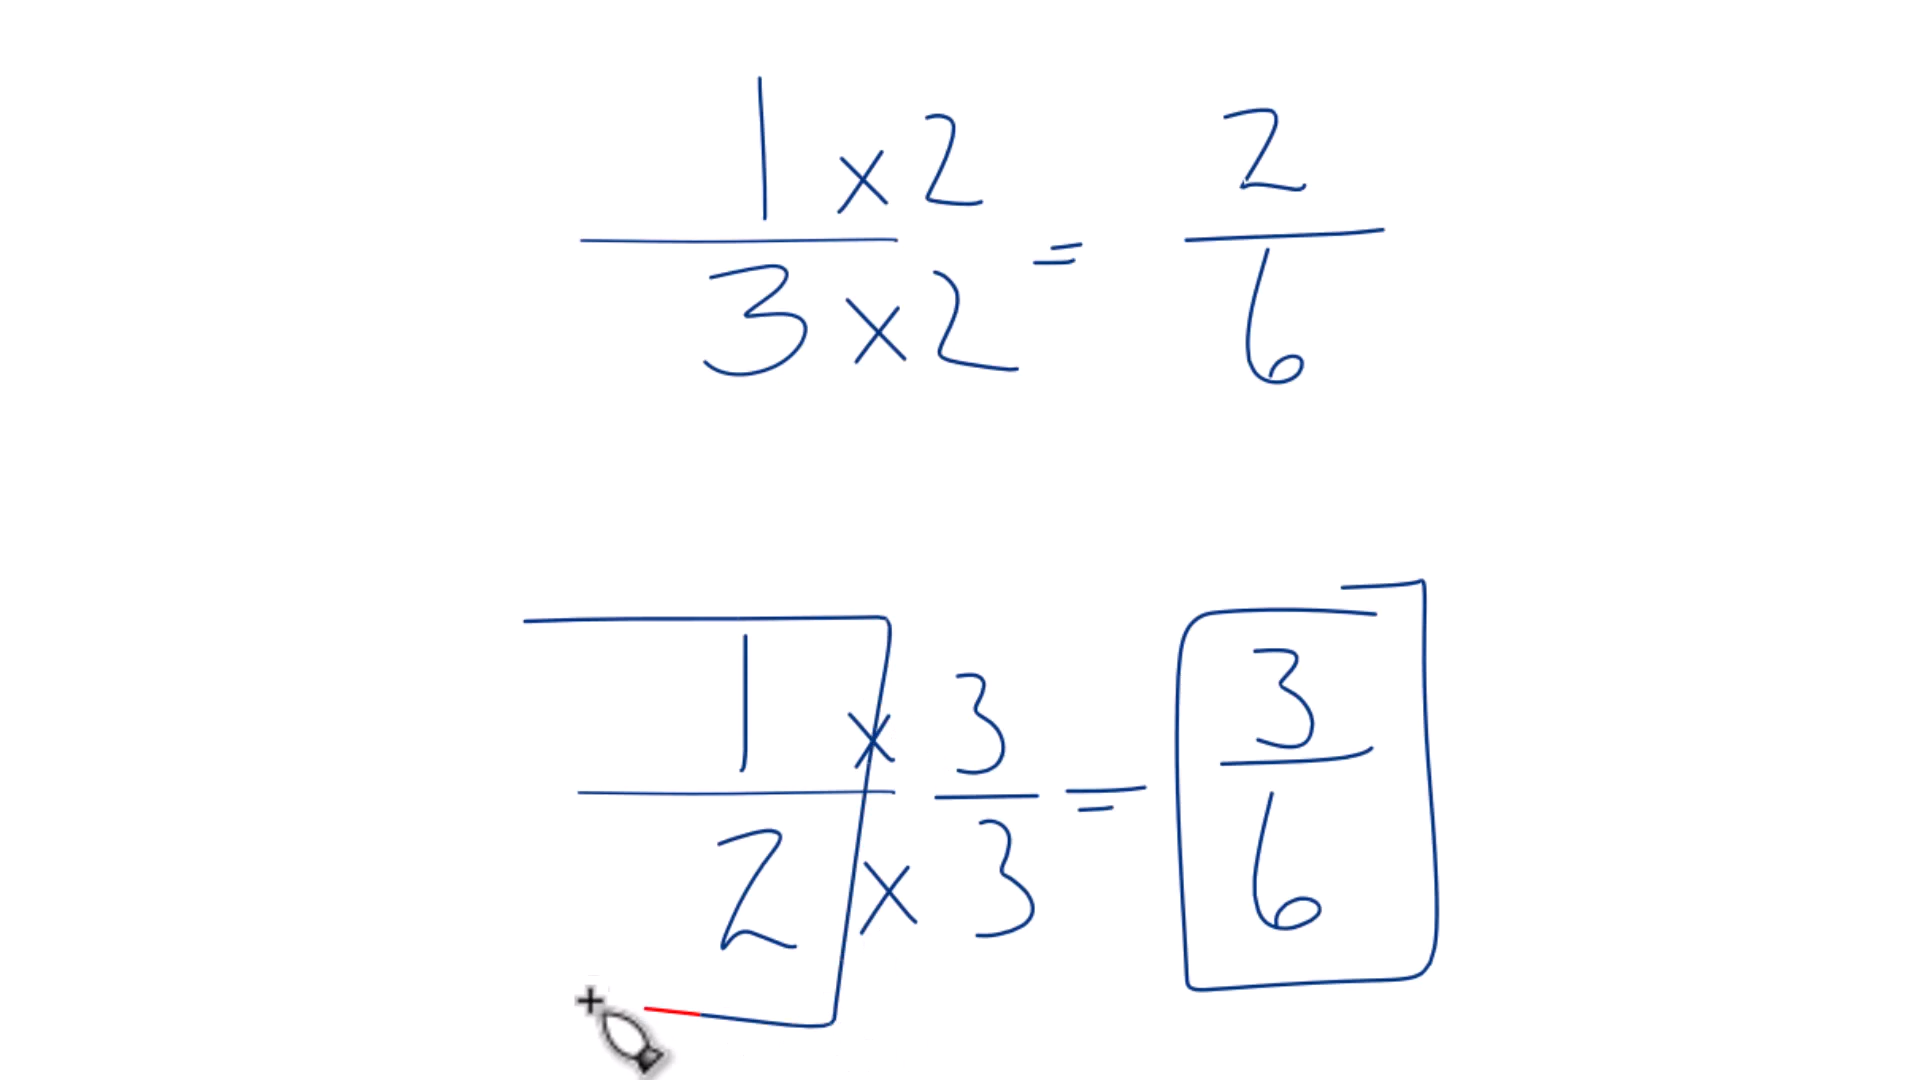 1 x 2
3 x 2 = 2
6
1 x 3
2 x 3 = 3
6